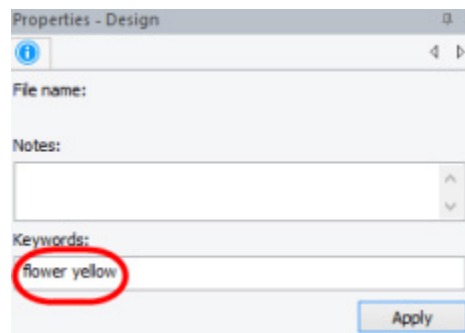 Properties - Design
File name:
Notes:
Keywords:
flower yellow
Apply